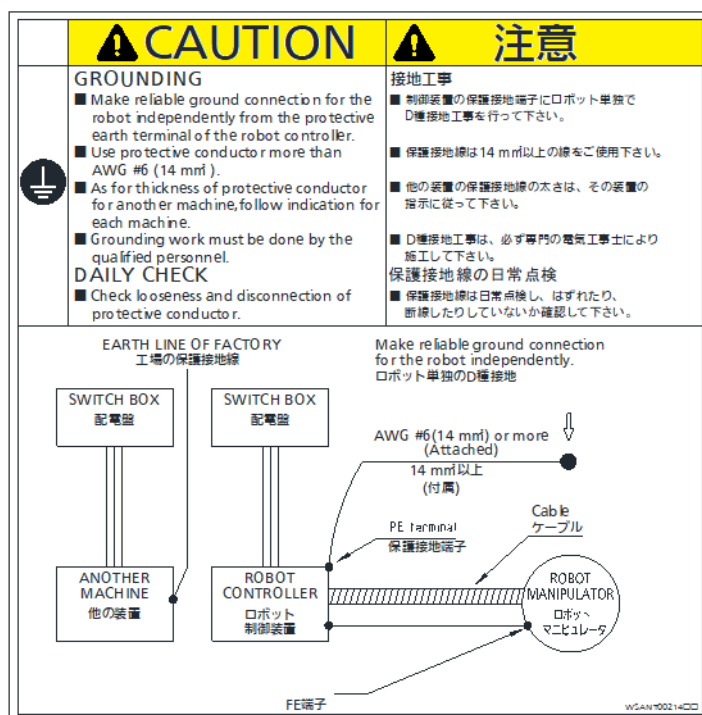 CAUTION
注意
GROUNDING
■ Make reliable ground connection for the
robot independently from the protective
earth terminal of the robot controller.
■ Use protective conductor more than
AWG #6 (14 ㎟).
■ As for thickness of protective conductor
for another machine,follow indication for
each machine.
■ Grounding work must be done by the
qualified personnel.
DAILY CHECK
■ Check looseness and disconnection of
protective conductor.
接地工事
■ 制御装置の保護接地端子にロボット単独で
D種接地工事を行って下さい。
■ 保護接地線は14 ㎟以上の線をご使用下さい。
■ 他の装置の保護接地線の太さは、その装置の
指示に従って下さい。
■ D種接地工事は、必ず専門の電気工事士により
施工して下さい。
保護接地線の日常点検
■ 保護接地線は日常点検し、はずれたり、
断線したりしていないか確認して下さい。
EARTH LINE OF FACTORY
工場の保護接地線
Make reliable ground connection
for the robot independently.
ロボット単独のD種接地
SWITCH BOX
配電盤
SWITCH BOX
配電盤
AWG #6(14 ㎟) or more
(Attached)
14 ㎟以上
(付属)
PE terminal
保護接地端子
Cable
ケーブル
ANOTHER
MACHINE
他の装置
ROBOT
CONTROLLER
ロボット
制御装置
ROBOT
MANIPULATOR
ロボット
マニピュレータ
FE端子
WSANT00214□□